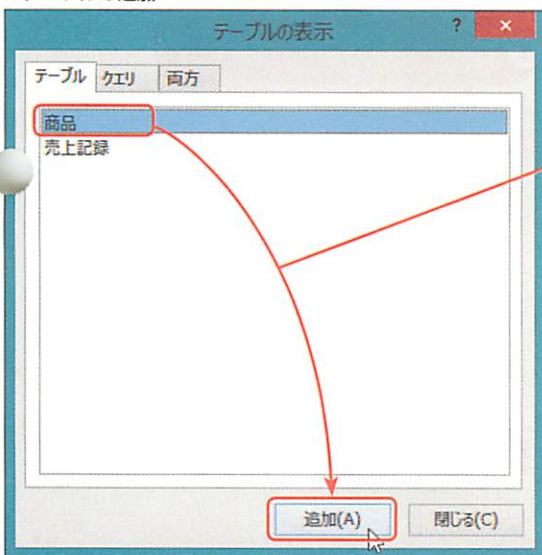 テーブルの表示 ? ×
テーブル クエリ 両方
商品
売上記録
追加(A) 閉じる(C)